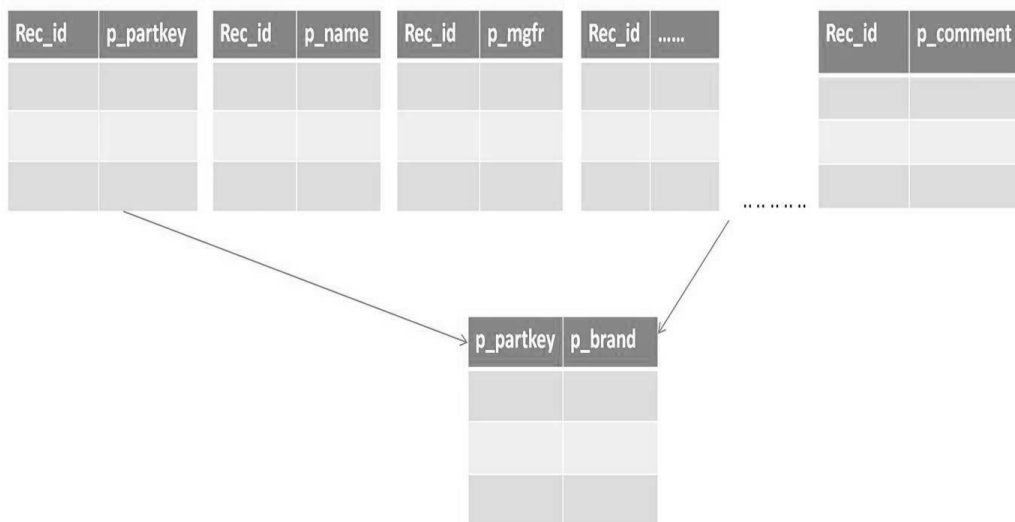 Rec_id p_partkey Rec_id p_name Rec_id p_mgfr Rec_id ...... Rec_id p_comment
.. .. .. .. ..
p_partkey p_brand